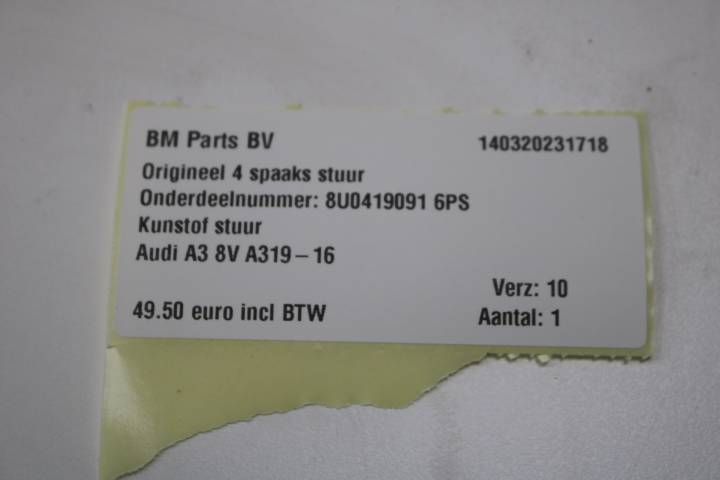 BM Parts BV 140320231718
Origineel 4 spaaks stuur
Onderdeelnummer: 8U0419091 6PS
Kunstof stuur
Audi A3 8V A319 – 16
Verz: 10
49.50 euro incl BTW Aantal: 1